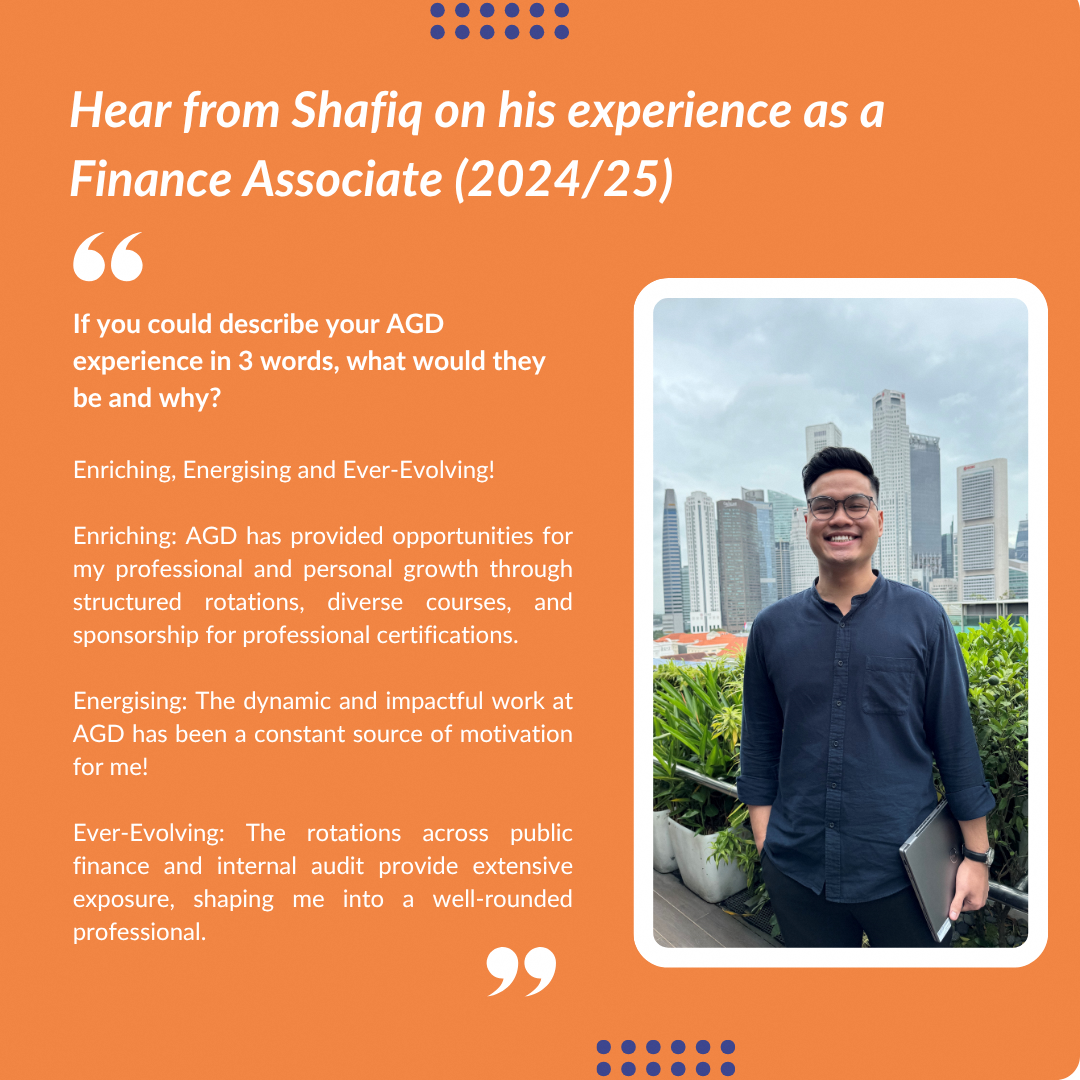 Hear from Shafiq on his experience as a
Finance Associate (2024/25)
“
If you could describe your AGD
experience in 3 words, what would they
be and why?
Enriching, Energising and Ever-Evolving!
Enriching: AGD has provided opportunities for
my professional and personal growth through
structured rotations, diverse courses, and
sponsorship for professional certifications.
Energising: The dynamic and impactful work at
AGD has been a constant source of motivation
for me!
Ever-Evolving: The rotations across public
finance and internal audit provide extensive
exposure, shaping me into a well-rounded
professional.
”